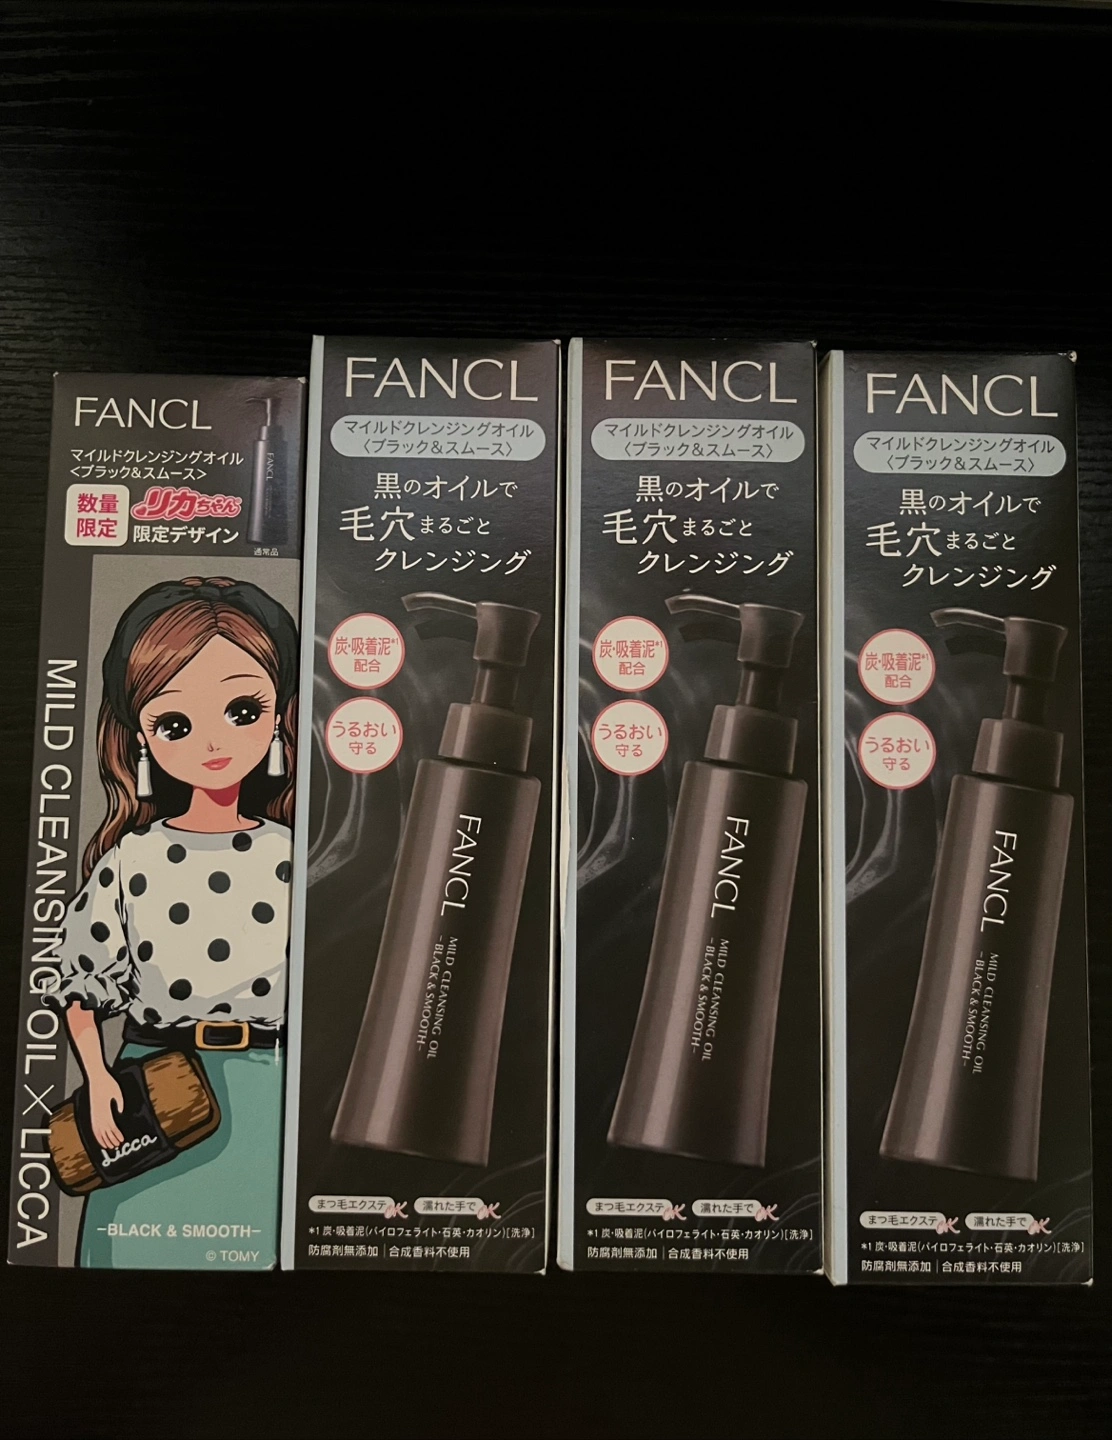 FANCL
マイルドクレンジングオイル
<ブラック&スムース>
数量
限定
リカちゃん
限定デザイン
FANCL
通常品
MILD CLEANSING OIL × LICCA
Licca
–BLACK & SMOOTH–
© TOMY
FANCL
マイルドクレンジングオイル
〈ブラック&スムース〉
黒のオイルで
毛穴まるごと
クレンジング
炭・吸着泥*1
配合
うるおい
守る
FANCL
MILD CLEANSING OIL
–BLACK & SMOOTH–
まつ毛エクステOK 濡れた手でOK
*1 炭・吸着泥(パイロフェライト・石英・カオリン)[洗浄]
防腐剤無添加|合成香料不使用
FANCL
マイルドクレンジングオイル
〈ブラック&スムース〉
黒のオイルで
毛穴まるごと
クレンジング
炭・吸着泥*1
配合
うるおい
守る
FANCL
MILD CLEANSING OIL
–BLACK & SMOOTH–
まつ毛エクステOK 濡れた手でOK
*1 炭・吸着泥(パイロフェライト・石英・カオリン)[洗浄]
防腐剤無添加|合成香料不使用
FANCL
マイルドクレンジングオイル
〈ブラック&スムース〉
黒のオイルで
毛穴まるごと
クレンジング
炭・吸着泥*1
配合
うるおい
守る
FANCL
MILD CLEANSING OIL
–BLACK & SMOOTH–
まつ毛エクステOK 濡れた手でOK
*1 炭・吸着泥(パイロフェライト・石英・カオリン)[洗浄]
防腐剤無添加|合成香料不使用